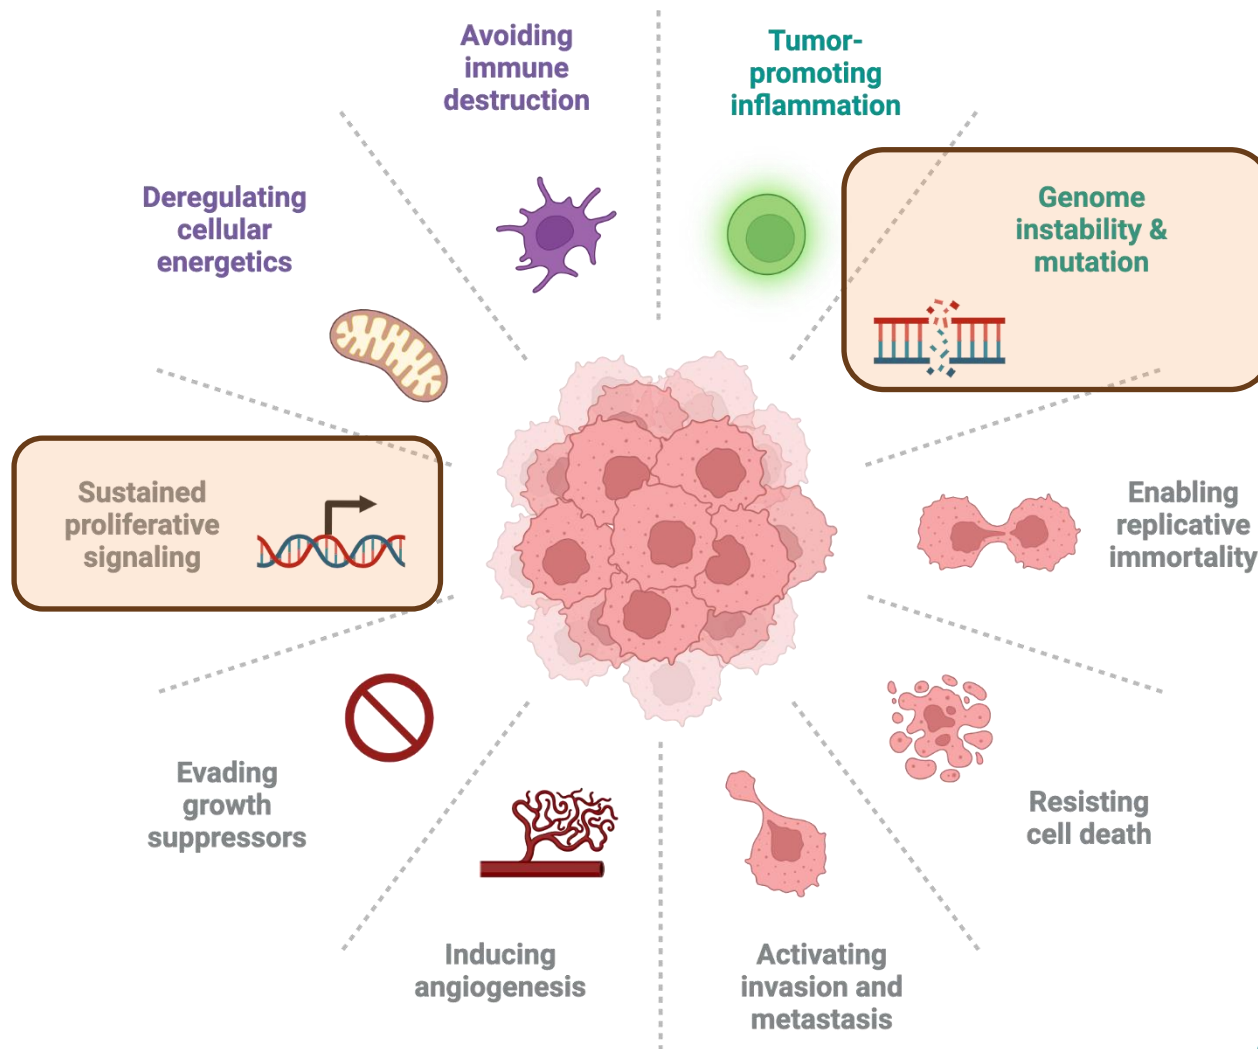 Avoiding
immune
destruction
Tumor-
promoting
inflammation
Deregulating
cellular
energetics
Genome
instability &
mutation
Sustained
proliferative
signaling
Enabling
replicative
immortality
Evading
growth
suppressors
Resisting
cell death
Inducing
angiogenesis
Activating
invasion and
metastasis